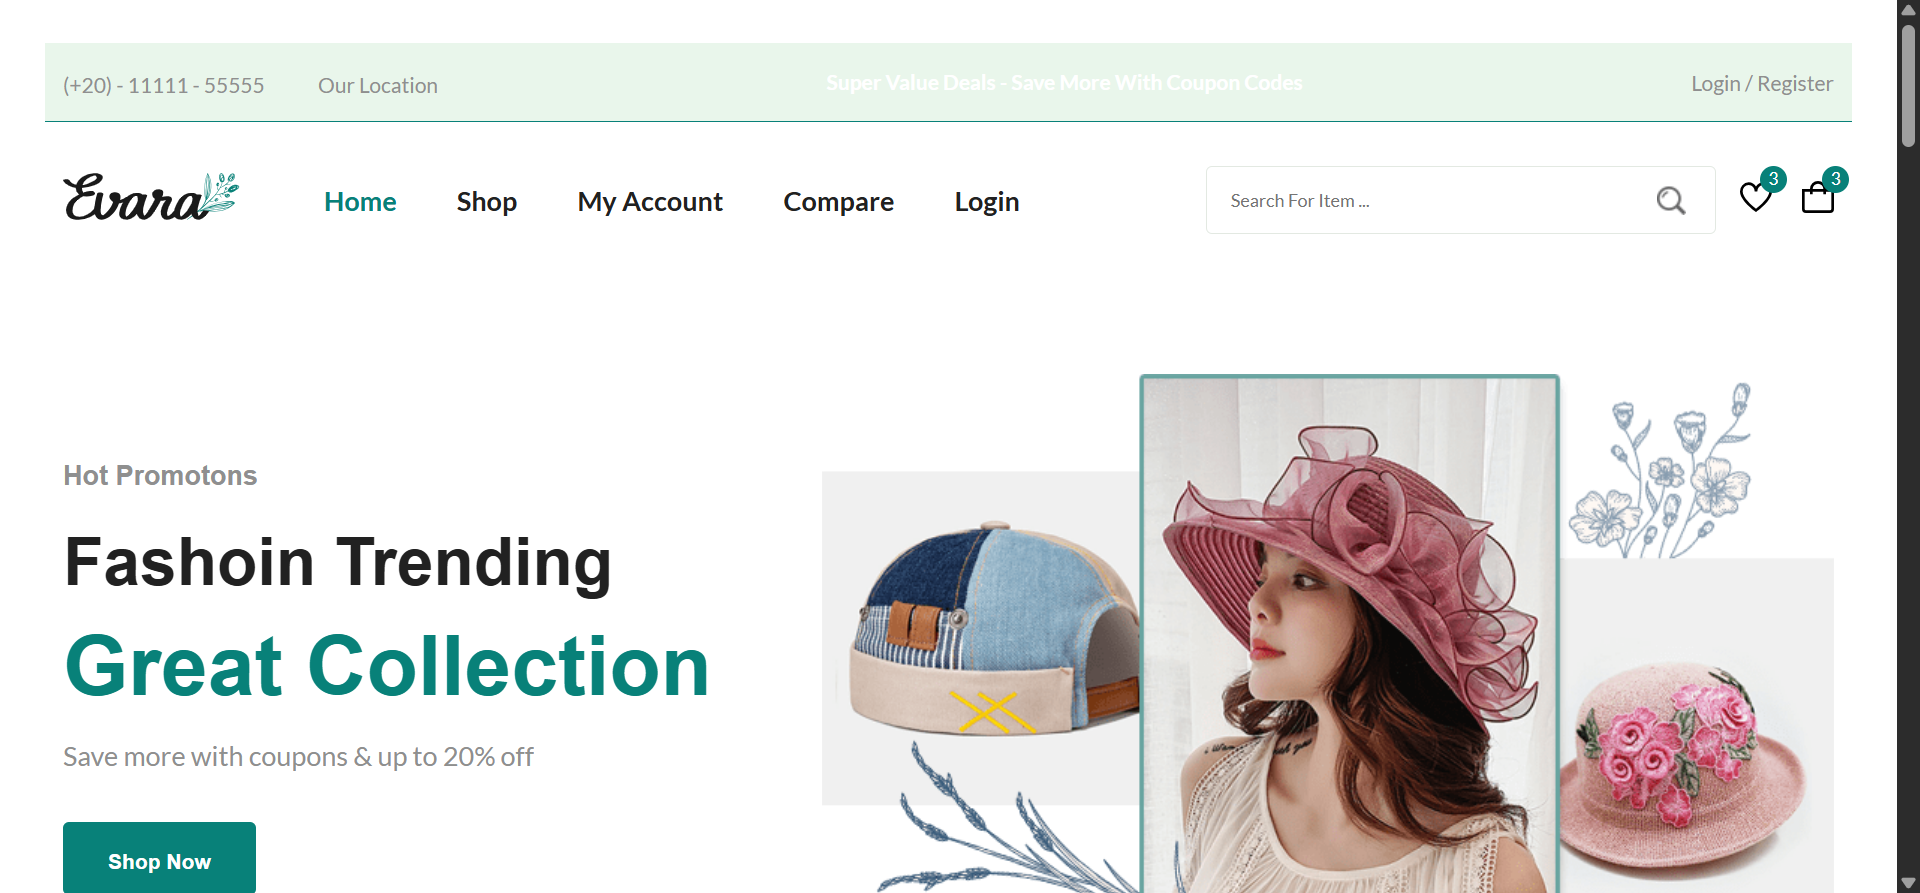 (+20) - 11111 - 55555
Our Location
Super Value Deals - Save More With Coupon Codes
Login / Register
Evara
Home
Shop
My Account
Compare
Login
Search For Item ...
3
3
Hot Promotons
Fashoin Trending
Great Collection
Save more with coupons & up to 20% off
Shop Now